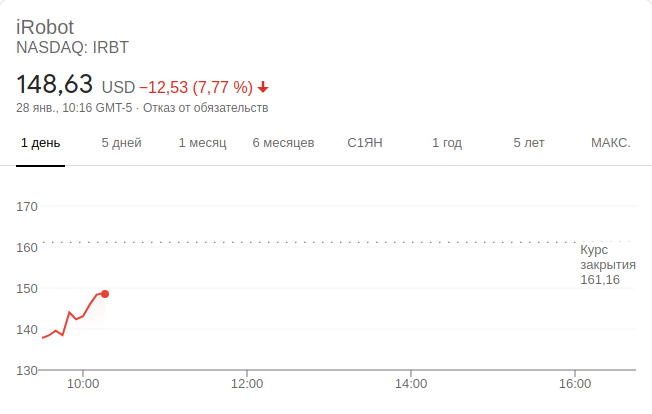 iRobot
NASDAQ: IRBT
148,63 USD −12,53 (7,77 %)
28 янв., 10:16 GMT-5 · Отказ от обязательств
1 день 5 дней 1 месяц 6 месяцев С1ЯН 1 год 5 лет МАКС.
170
160
Курс
закрытия
161,16
150
140
130
10:00 12:00 14:00 16:00